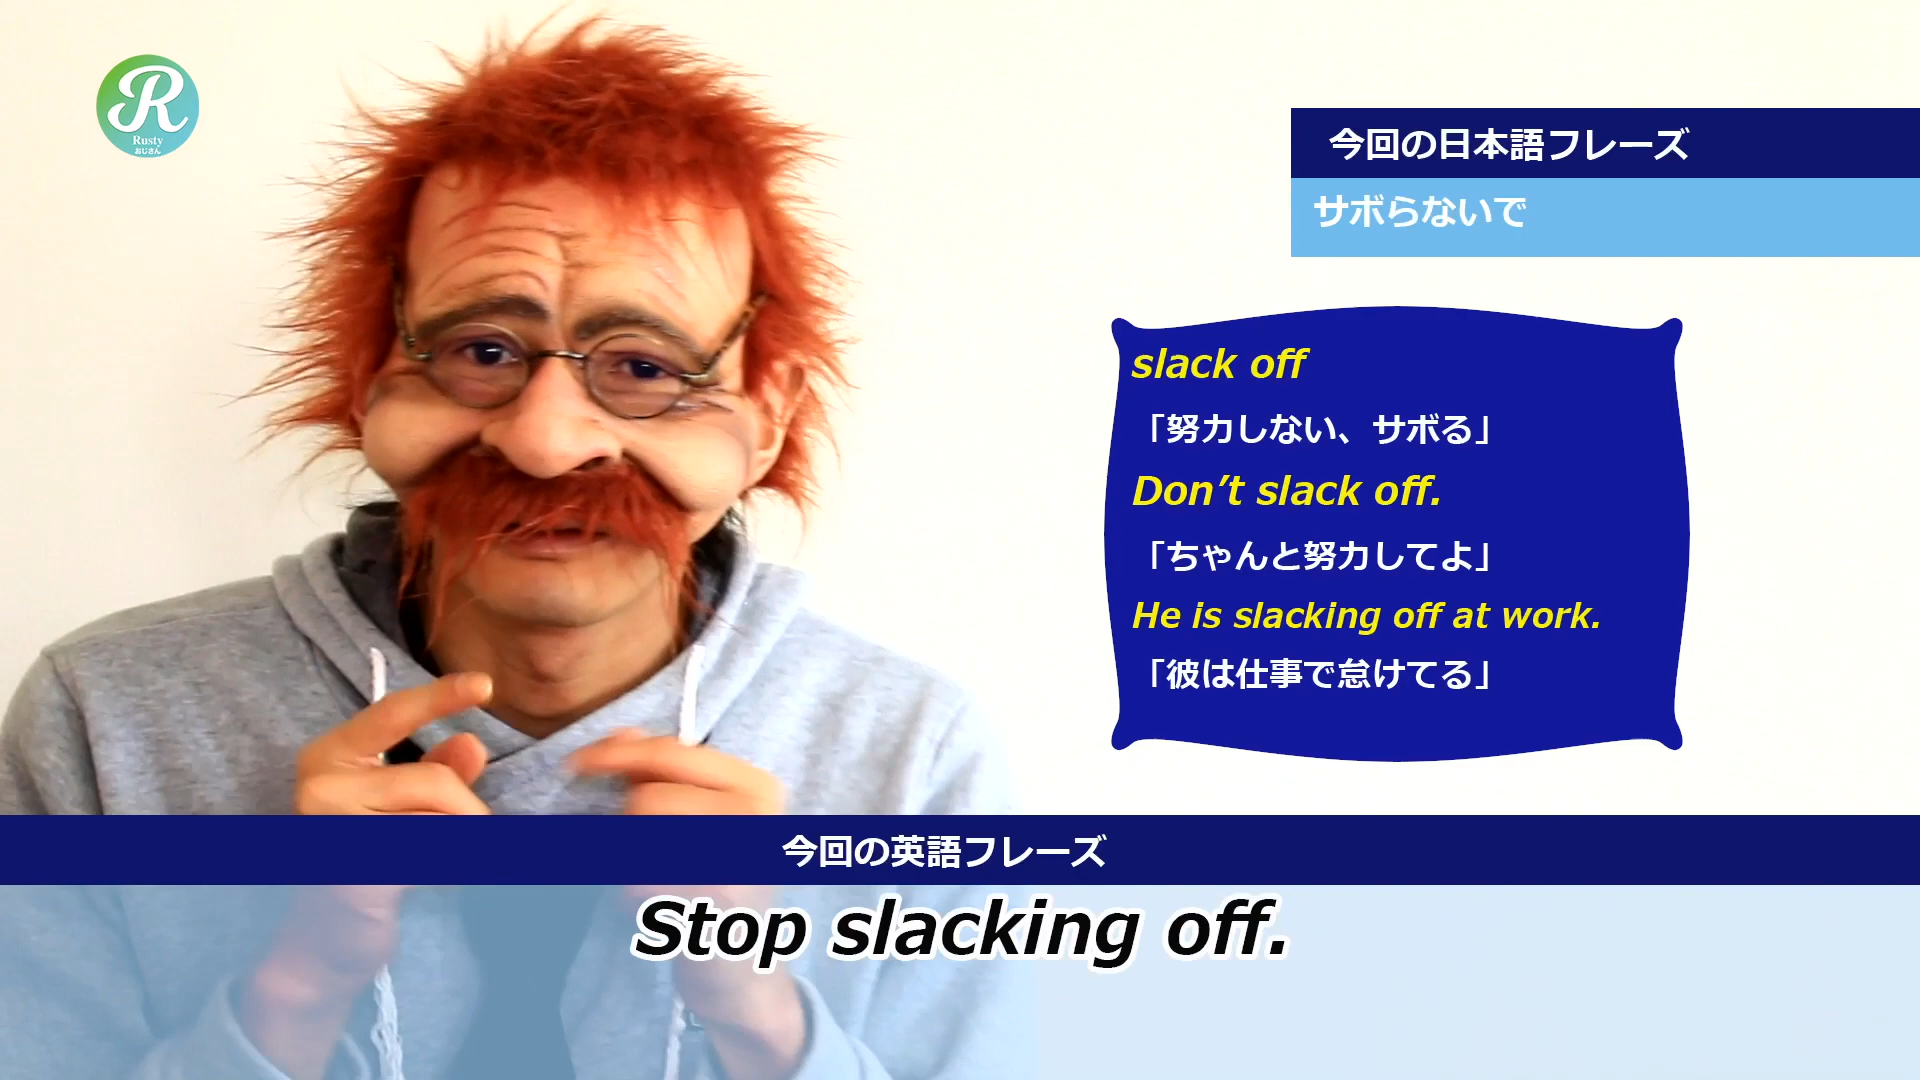 R
Rusty
おじさん
今回の日本語フレーズ
サボらないで
slack off
「努力しない、サボる」
Don’t slack off.
「ちゃんと努力してよ」
He is slacking off at work.
「彼は仕事で怠けてる」
今回の英語フレーズ
Stop slacking off.